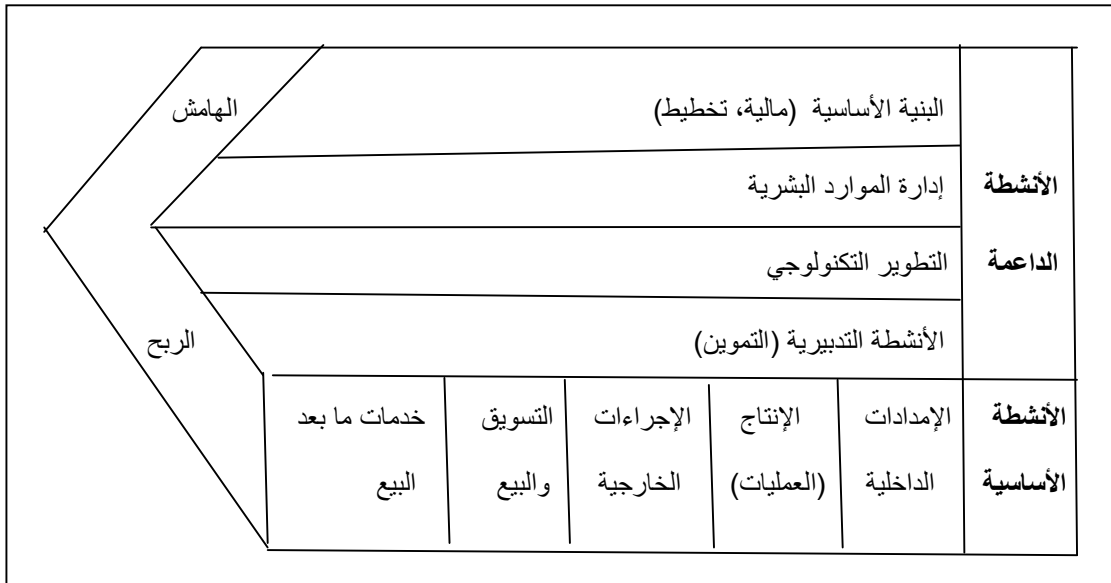 الهامش
البنية الأساسية (مالية، تخطيط)
الأنشطة
إدارة الموارد البشرية
الداعمة
التطوير التكنولوجي
الربح
الأنشطة التدبيرية (التموين)
الأنشطة
الأساسية
الإمدادات
الداخلية
الإنتاج
(العمليات)
الإجراءات
الخارجية
التسويق
والبيع
خدمات ما بعد
البيع